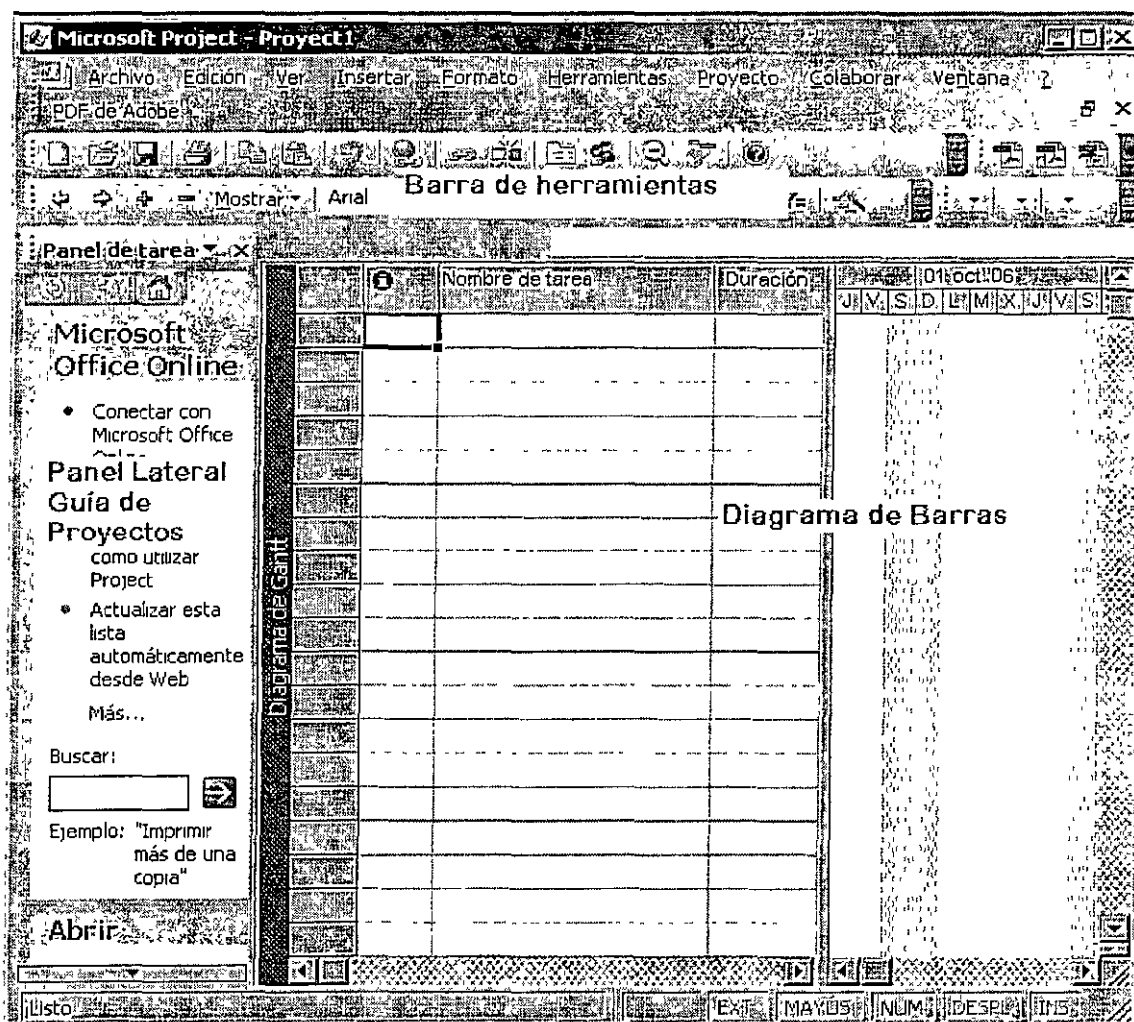 Microsoft Project - Proyect1
Archivo Edición Ver Insertar Formato Herramientas Proyecto Colaborar Ventana ?
PDF de Adobe
Barra de herramientas
Mostrar Arial
Panel de tarea
Nombre de tarea Duración 01 oct '06
J V S D L M X J V S
Microsoft
Office Online
• Conectar con
Microsoft Office
Panel Lateral
Guía de
Proyectos
como utilizar
Project
• Actualizar esta
lista
automáticamente
desde Web
Más...
Buscar:
Ejemplo: "Imprimir
más de una
copia"
Abrir
Diagrama de Gantt
Diagrama de Barras
Listo EXT MAYÚS NUM DESPL INS